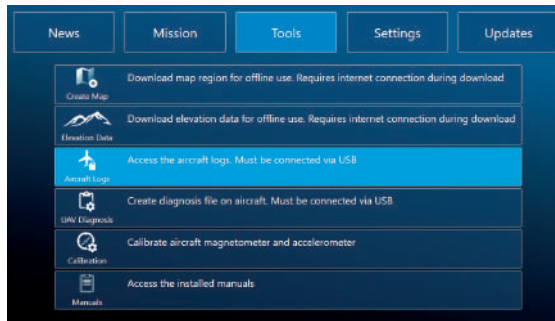 News
Mission
Tools
Settings
Updates
Create Map
Download map region for offline use. Requires internet connection during download
Elevation Data
Download elevation data for offline use. Requires internet connection during download
Aircraft Logs
Access the aircraft logs. Must be connected via USB
UAV Diagnosis
Create diagnosis file on aircraft. Must be connected via USB
Calibration
Calibrate aircraft magnetometer and accelerometer
Manuals
Access the installed manuals